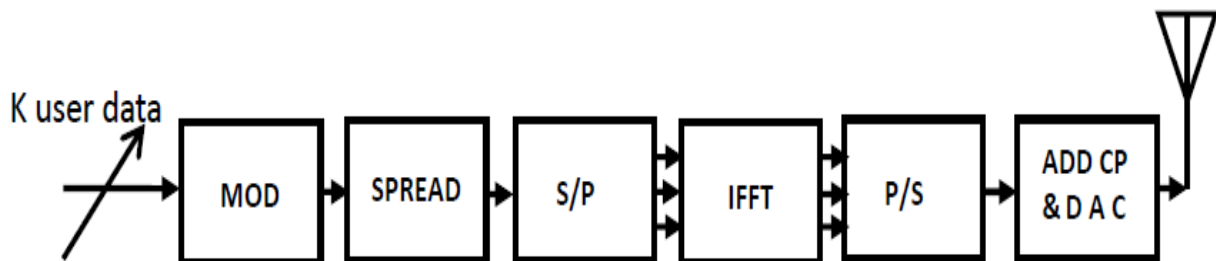 K user data
MOD
SPREAD
S/P
IFFT
P/S
ADD CP
& D A C